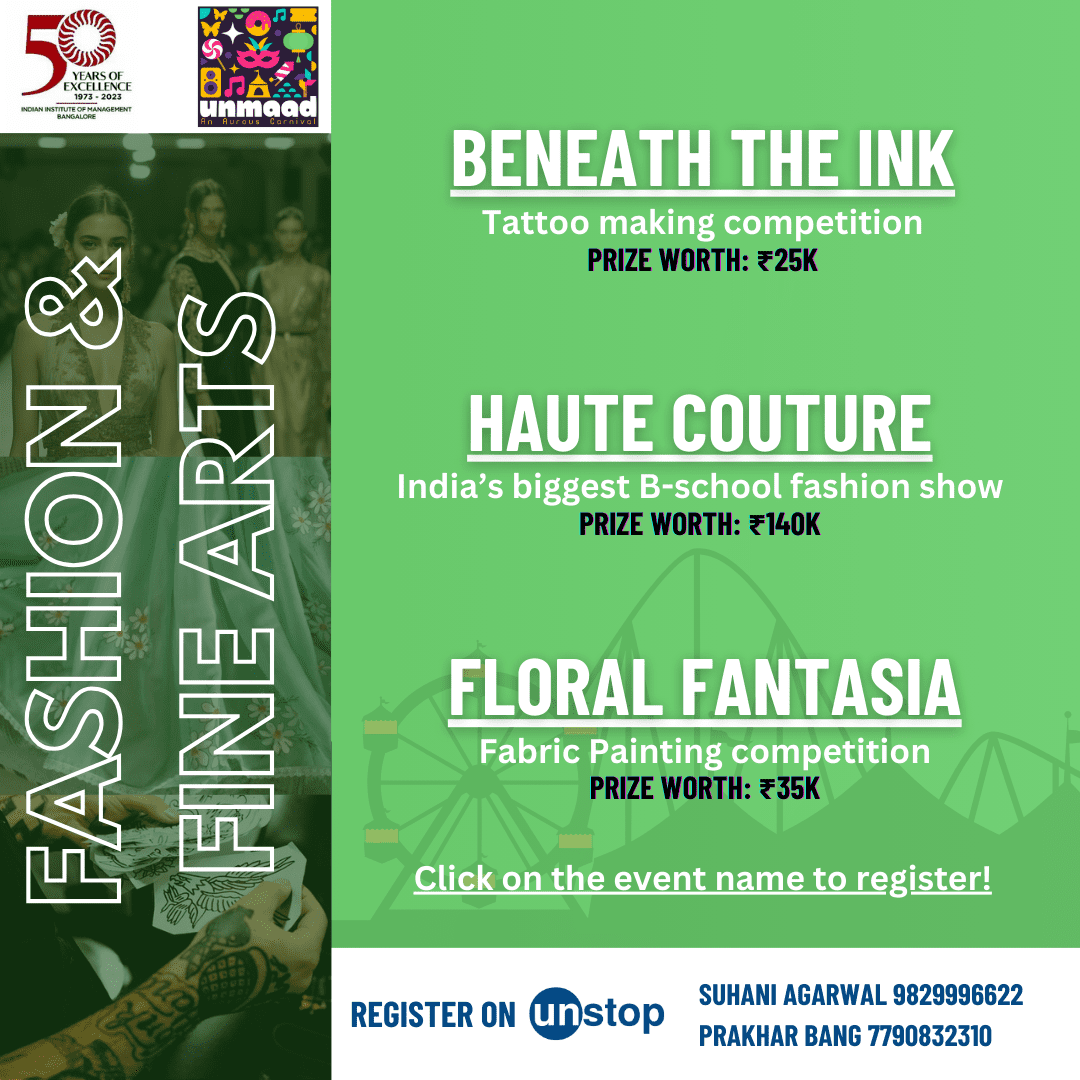 50
YEARS OF
EXCELLENCE
1973 - 2023
INDIAN INSTITUTE OF MANAGEMENT
BANGALORE
unmaad
An Aurous Carnival
FASHION &
FINE ARTS
BENEATH THE INK
Tattoo making competition
PRIZE WORTH: ₹25K
HAUTE COUTURE
India's biggest B-school fashion show
PRIZE WORTH: ₹140K
FLORAL FANTASIA
Fabric Painting competition
PRIZE WORTH: ₹35K
Click on the event name to register!
REGISTER ON unstop
SUHANI AGARWAL 9829996622
PRAKHAR BANG 7790832310